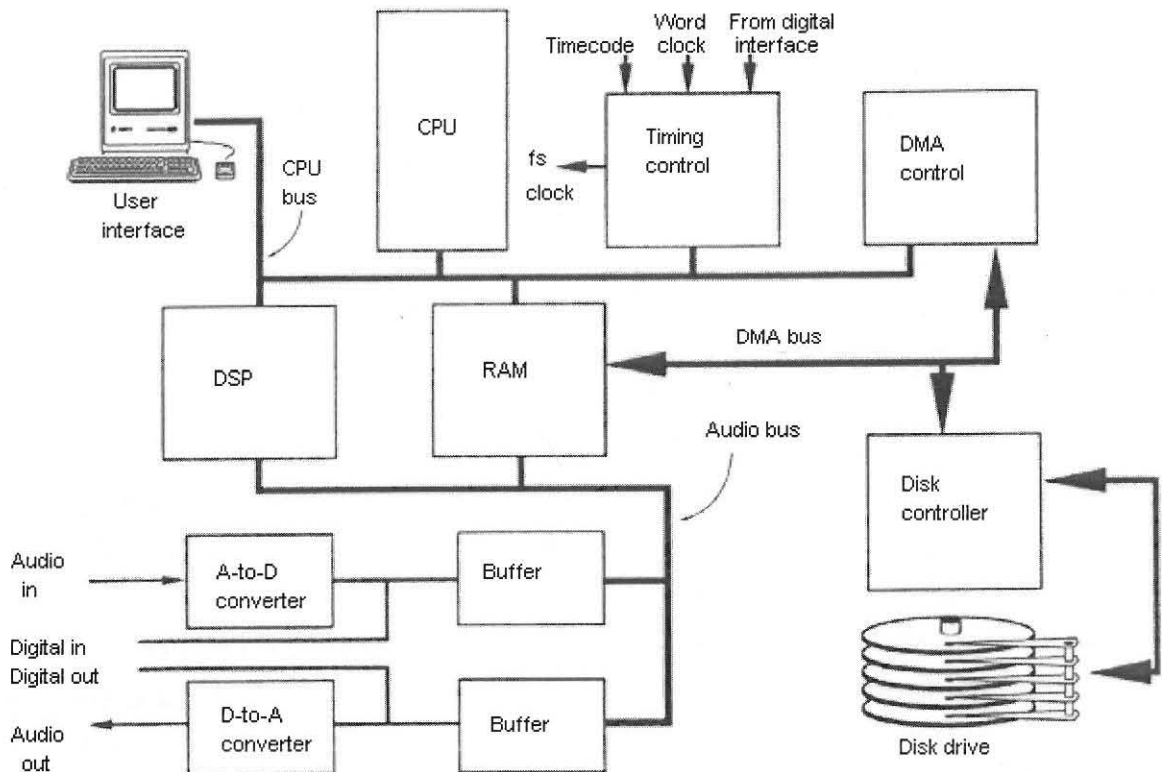 Timecode
Word
clock
From digital
interface
CPU
Timing
control
DMA
control
fs
clock
User
interface
CPU
bus
DSP
RAM
DMA bus
Audio bus
Disk
controller
Audio
in
A-to-D
converter
Buffer
Digital in
Digital out
Audio
out
D-to-A
converter
Buffer
Disk drive